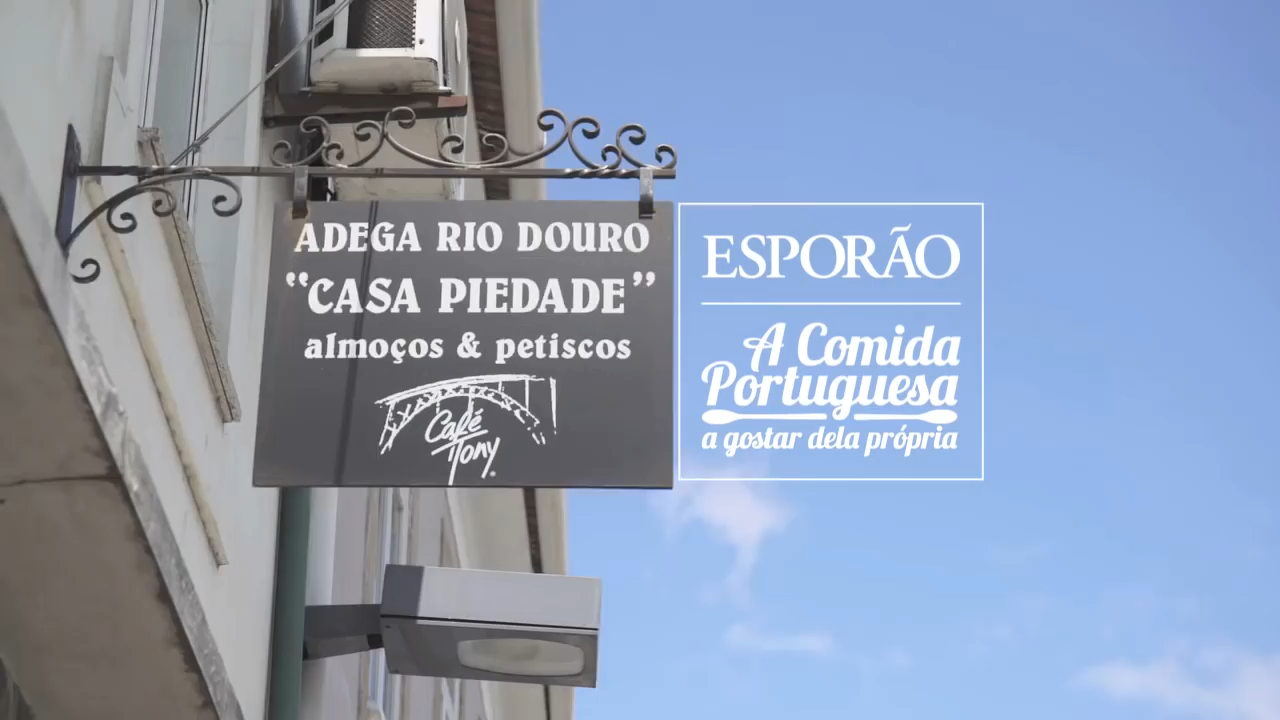 ADEGA RIO DOURO
“CASA PIEDADE”
almoços & petiscos
Café
Tony
ESPORÃO
A Comida
Portuguesa
a gostar dela própria